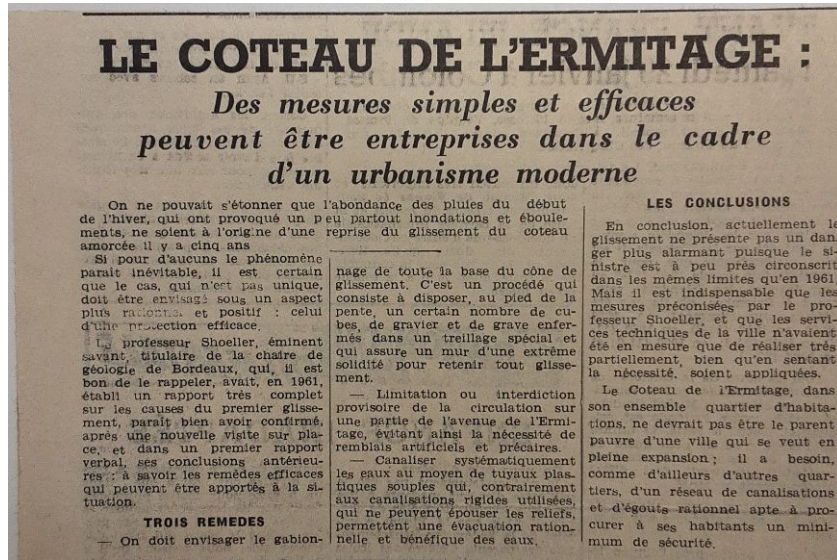 LE COTEAU DE L'ERMITAGE :
Des mesures simples et efficaces
peuvent être entreprises dans le cadre
d'un urbanisme moderne
On ne pouvait s'étonner que l'abondance des pluies du début
de l'hiver, qui ont provoqué un peu partout inondations et éboule-
ments, ne soient à l'origine d'une reprise du glissement du coteau
amorcée il y a cinq ans
Si pour d'aucuns le phénomène
parait inévitable, il est certain
que le cas, qui n'est pas unique,
doit être envisagé sous un aspect
plus et positif : celui
d'une protection efficace.
Le professeur Shoeller, éminent
savant, titulaire de la chaire de
géologie de Bordeaux, qui, il est
bon de le rappeler, avait, en 1961,
établi un rapport très complet
sur les causes du premier glisse-
ment, paraît bien avoir confirmé,
après une nouvelle visite sur pla-
ce, et dans un premier rapport
verbal, ses conclusions antérieu-
res : à savoir les remèdes efficaces
qui peuvent être apportés à la si-
tuation.
TROIS REMEDES
— On doit envisager le gabion-
nage de toute la base du cône de
glissement. C'est un procédé qui
consiste à disposer, au pied de la
pente, un certain nombre de cu-
bes, de gravier et de grave enfer-
més dans un treillage spécial et
qui assure un mur d'une extrême
solidité pour retenir tout glisse-
ment.
— Limitation ou interdiction
provisoire de la circulation sur
une partie de l'avenue de l'Ermi-
tage, évitant ainsi la nécessité de
remblais artificiels et précaires.
— Canaliser systématiquement
les eaux au moyen de tuyaux plas-
tiques souples qui, contrairement
aux canalisations rigides utilisées,
qui ne peuvent épouser les reliefs,
permettent une évacuation ration-
nelle et bénéfique des eaux.
LES CONCLUSIONS
En conclusion, actuellement le
glissement ne présente pas un dan-
ger plus alarmant puisque le si-
nistre est à peu près circonscrit
dans les mêmes limites qu'en 1961.
Mais il est indispensable que les
mesures préconisées par le pro-
fesseur Shoeller, et que les servi-
ces techniques de la ville n'avaient
été en mesure que de réaliser très
partiellement, bien qu'en sentant
la nécessité, soient appliquées.
Le Coteau de l'Ermitage, dans
son ensemble quartier d'habita-
tions, ne devrait pas être le parent
pauvre d'une ville qui se veut en
pleine expansion ; il a besoin,
comme d'ailleurs d'autres quar-
tiers, d'un réseau de canalisations
et d'égouts rationnel apte à pro-
curer à ses habitants un mini-
mum de sécurité.